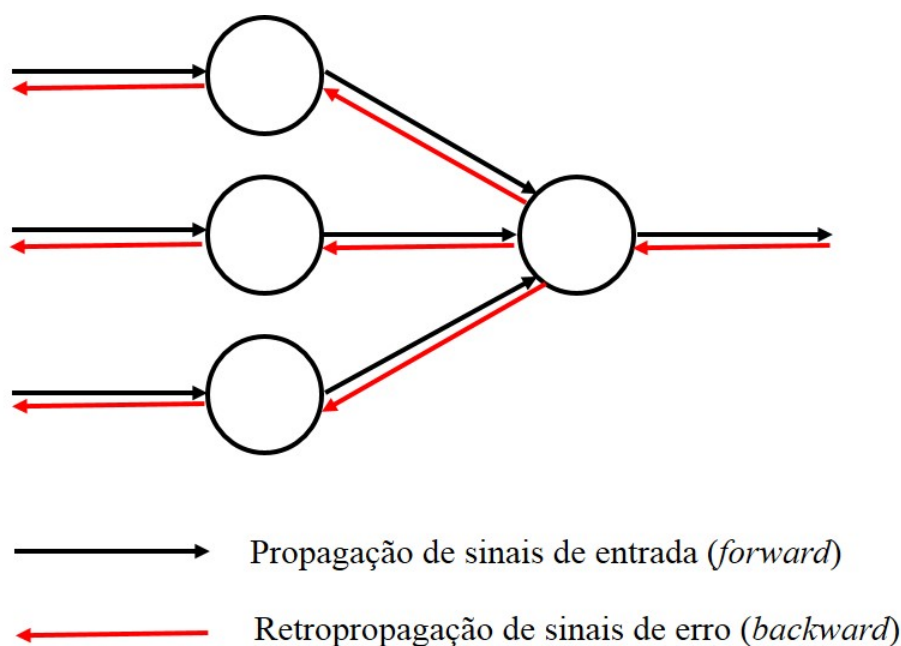 Propagação de sinais de entrada (forward)
Retropropagação de sinais de erro (backward)